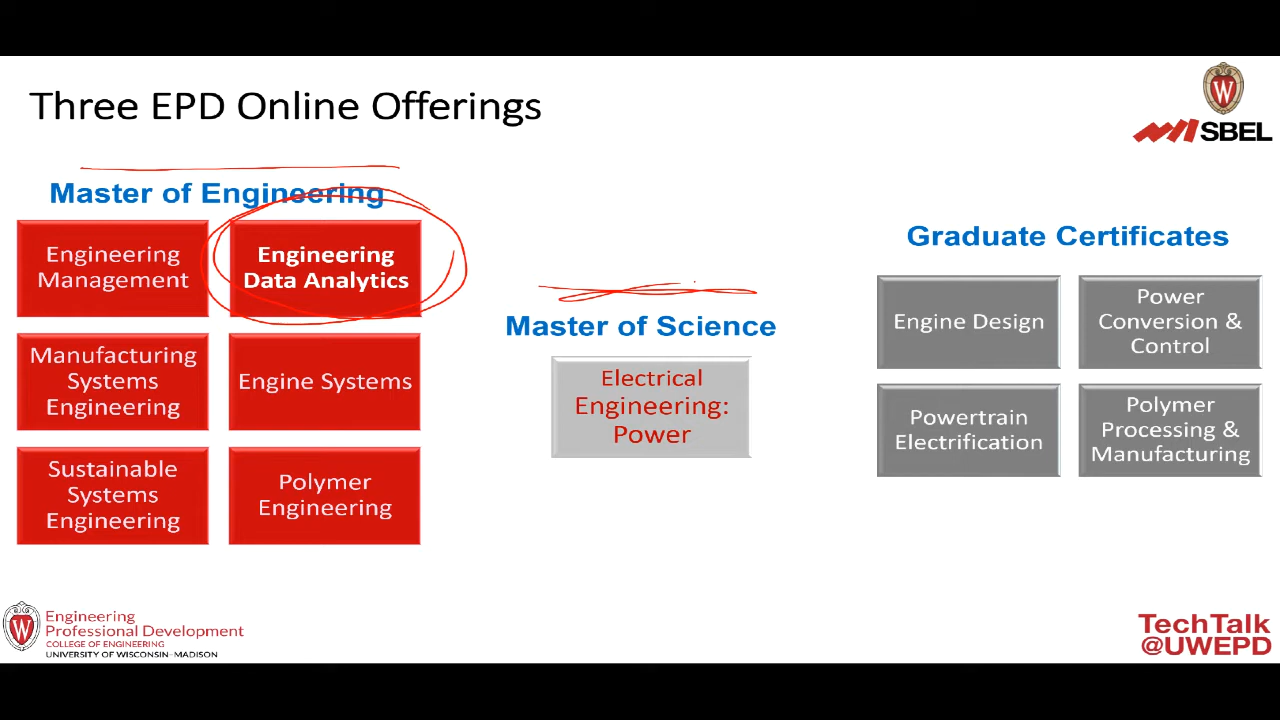 Three EPD Online Offerings
W
SBEL
Master of Engineering
Engineering
Management
Engineering
Data Analytics
Manufacturing
Systems
Engineering
Engine Systems
Sustainable
Systems
Engineering
Polymer
Engineering
Master of Science
Electrical
Engineering:
Power
Graduate Certificates
Engine Design
Power
Conversion &
Control
Powertrain
Electrification
Polymer
Processing &
Manufacturing
W
Engineering
Professional Development
COLLEGE OF ENGINEERING
UNIVERSITY OF WISCONSIN–MADISON
TechTalk
@UWEPD